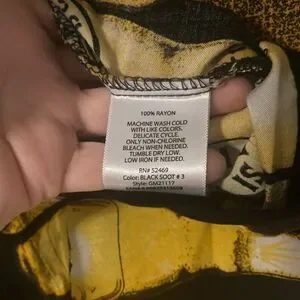 100% RAYON
MACHINE WASH COLD
WITH LIKE COLORS.
DELICATE CYCLE.
ONLY NON-CHLORINE
BLEACH WHEN NEEDED.
TUMBLE DRY LOW.
LOW IRON IF NEEDED.
RN# 52469
Color: BLACK SOOT # 3
Style: GM21117